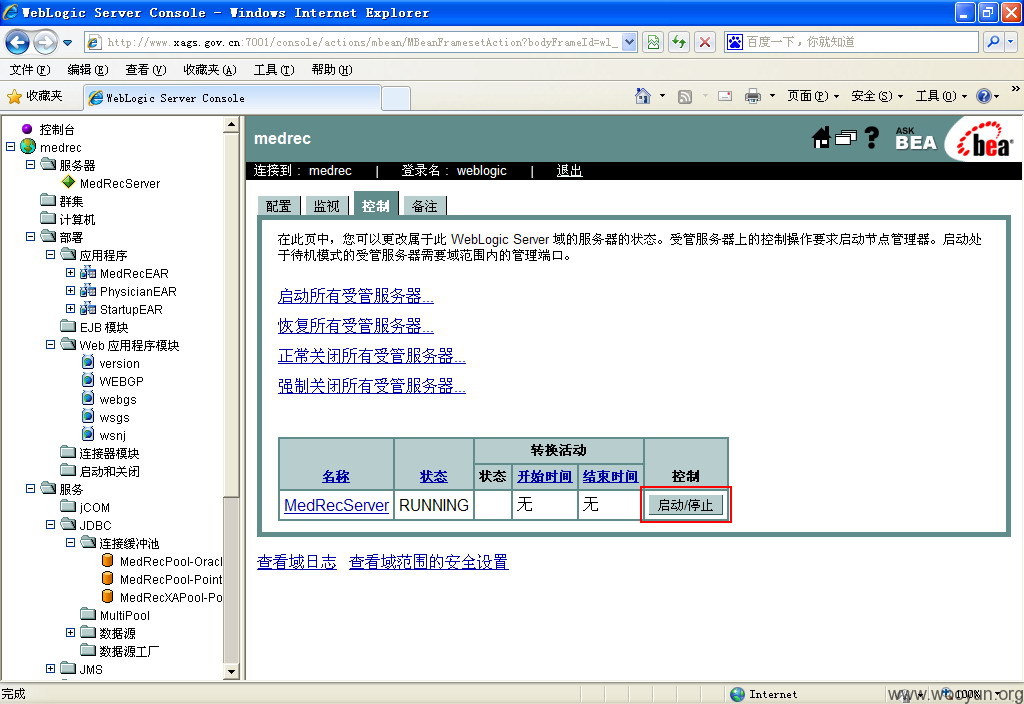 WebLogic Server Console - Windows Internet Explorer
http://www.xags.gov.cn:7001/console/actions/mbean/MBeanFramesetAction?bodyFrameId=wl_
百度一下，你就知道
文件(F) 编辑(E) 查看(V) 收藏夹(A) 工具(T) 帮助(H)
收藏夹 WebLogic Server Console 页面(P) 安全(S) 工具(O)
控制台
medrec
服务器
MedRecServer
群集
计算机
部署
应用程序
MedRecEAR
PhysicianEAR
StartupEAR
EJB 模块
Web 应用程序模块
version
WEBGP
webgs
wsgs
wsnj
连接器模块
启动和关闭
服务
jCOM
JDBC
连接缓冲池
MedRecPool-Oracl
MedRecPool-Point
MedRecXAPool-Po
MultiPool
数据源
数据源工厂
JMS
medrec
ASK BEA
bea
连接到： medrec | 登录名： weblogic | 退出
配置 监视 控制 备注
在此页中，您可以更改属于此 WebLogic Server 域的服务器的状态。受管服务器上的控制操作要求启动节点管理器。启动处
于待机模式的受管服务器需要域范围内的管理端口。
启动所有受管服务器...
恢复所有受管服务器...
正常关闭所有受管服务器...
强制关闭所有受管服务器...
转换活动
名称 状态 状态 开始时间 结束时间 控制
MedRecServer RUNNING 无 无 启动/停止
查看域日志 查看域范围的安全设置
完成 Internet 100%
www.wooyun.org